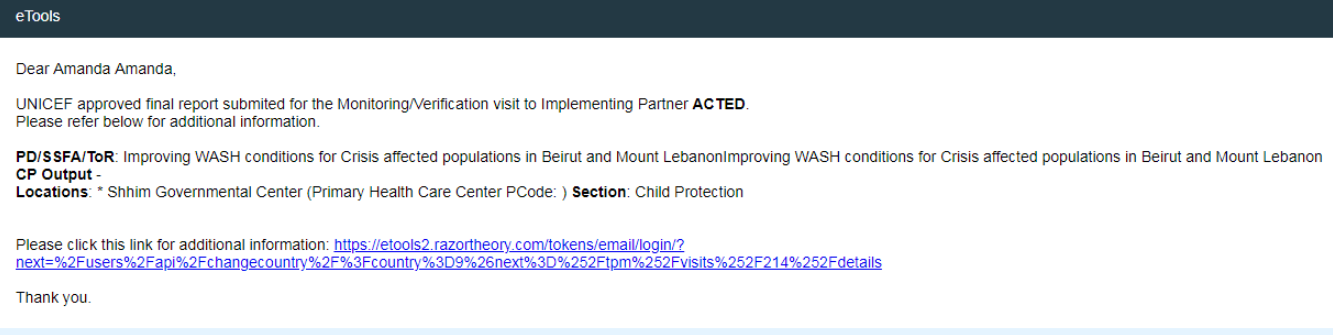 eTools
Dear Amanda Amanda,
UNICEF approved final report submited for the Monitoring/Verification visit to Implementing Partner ACTED.
Please refer below for additional information.
PD/SSFA/ToR: Improving WASH conditions for Crisis affected populations in Beirut and Mount LebanonImproving WASH conditions for Crisis affected populations in Beirut and Mount Lebanon
CP Output -
Locations: * Shhim Governmental Center (Primary Health Care Center PCode: ) Section: Child Protection
Please click this link for additional information: https://etools2.razortheory.com/tokens/email/login/?
next=%2Fusers%2Fapi%2Fchangecountry%2F%3Fcountry%3D9%26next%3D%252Ftpm%252Fvisits%252F214%252Fdetails
Thank you.